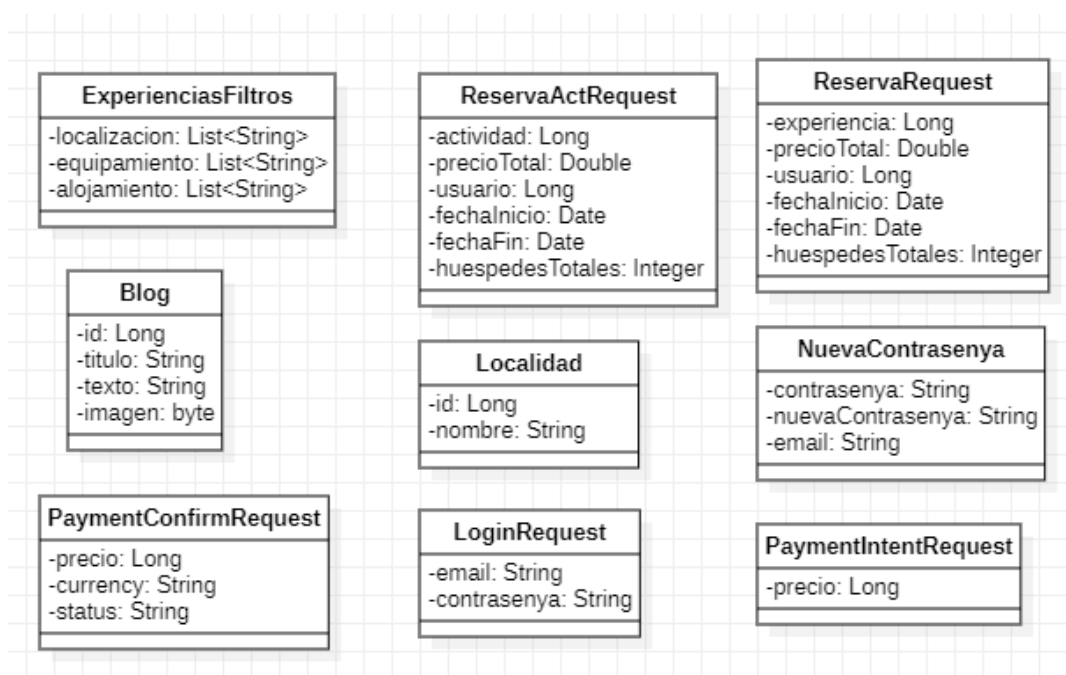 ExperienciasFiltros
-localizacion: List<String>
-equipamiento: List<String>
-alojamiento: List<String>
ReservaActRequest
-actividad: Long
-precioTotal: Double
-usuario: Long
-fechaInicio: Date
-fechaFin: Date
-huespedesTotales: Integer
ReservaRequest
-experiencia: Long
-precioTotal: Double
-usuario: Long
-fechaInicio: Date
-fechaFin: Date
-huespedesTotales: Integer
Blog
-id: Long
-titulo: String
-texto: String
-imagen: byte
Localidad
-id: Long
-nombre: String
NuevaContrasenya
-contrasenya: String
-nuevaContrasenya: String
-email: String
PaymentConfirmRequest
-precio: Long
-currency: String
-status: String
LoginRequest
-email: String
-contrasenya: String
PaymentIntentRequest
-precio: Long